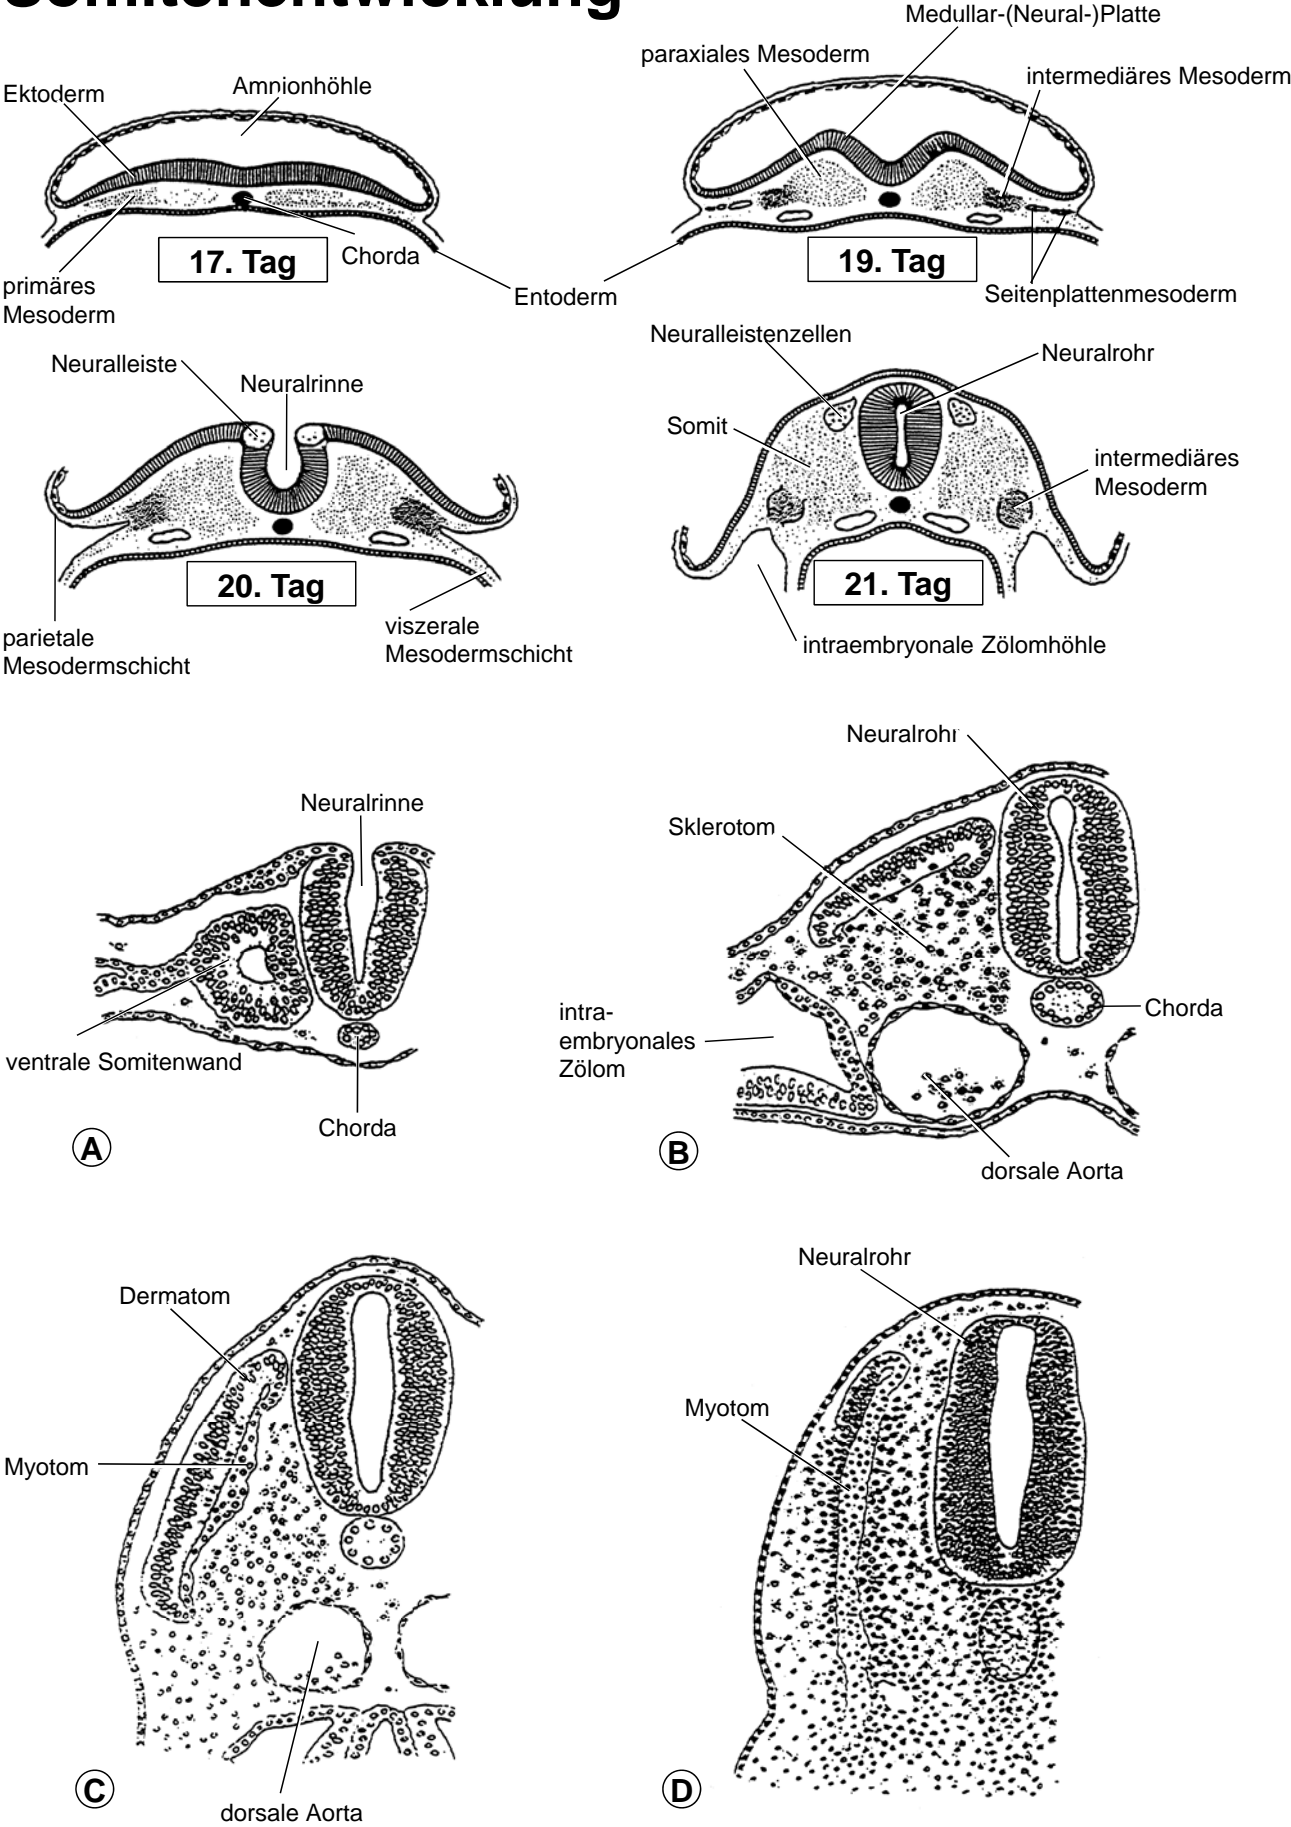 Somitenentwicklung
Medullar-(Neural-)Platte
paraxiales Mesoderm
intermediäres Mesoderm
Ektoderm
Amnionhöhle
17. Tag
Chorda
19. Tag
primäres
Mesoderm
Entoderm
Seitenplattenmesoderm
Neuralleiste
Neuralrinne
Neuralleistenzellen
Neuralrohr
Somit
intermediäres
Mesoderm
20. Tag
21. Tag
parietale
Mesodermschicht
viszerale
Mesodermschicht
intraembryonale Zölomhöhle
Neuralrinne
ventrale Somitenwand
Chorda
A
Neuralrohr
Sklerotom
intra-
embryonales
Zölom
Chorda
dorsale Aorta
B
Dermatom
Myotom
dorsale Aorta
C
Neuralrohr
Myotom
D